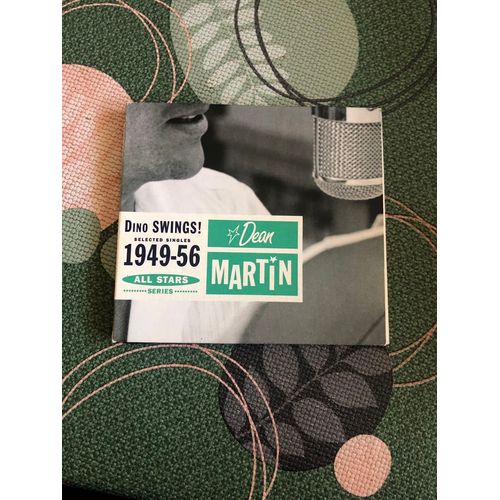 Dino SWINGS!
SELECTED SINGLES
1949-56
ALL STARS
SERIES
Dean
MARTIN